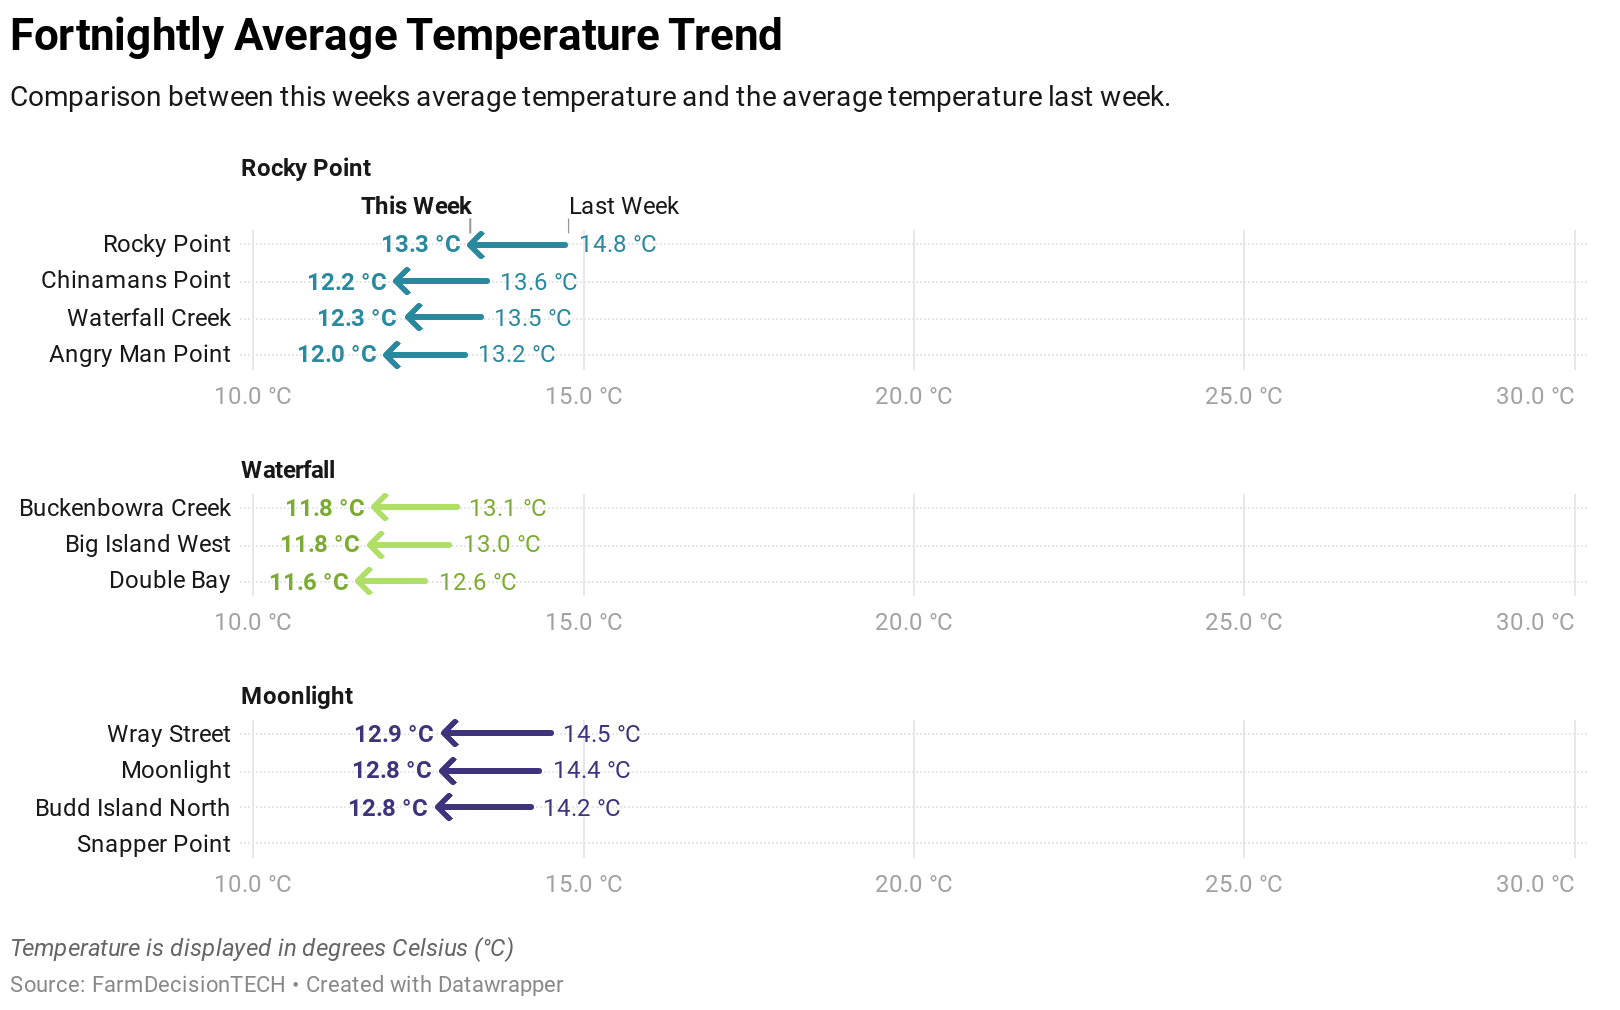 Fortnightly Average Temperature Trend
Comparison between this weeks average temperature and the average temperature last week.
Rocky Point
This Week Last Week
Rocky Point 13.3 °C 14.8 °C
Chinamans Point 12.2 °C 13.6 °C
Waterfall Creek 12.3 °C 13.5 °C
Angry Man Point 12.0 °C 13.2 °C
10.0 °C 15.0 °C 20.0 °C 25.0 °C 30.0 °C
Waterfall
Buckenbowra Creek 11.8 °C 13.1 °C
Big Island West 11.8 °C 13.0 °C
Double Bay 11.6 °C 12.6 °C
10.0 °C 15.0 °C 20.0 °C 25.0 °C 30.0 °C
Moonlight
Wray Street 12.9 °C 14.5 °C
Moonlight 12.8 °C 14.4 °C
Budd Island North 12.8 °C 14.2 °C
Snapper Point
10.0 °C 15.0 °C 20.0 °C 25.0 °C 30.0 °C
Temperature is displayed in degrees Celsius (°C)
Source: FarmDecisionTECH • Created with Datawrapper